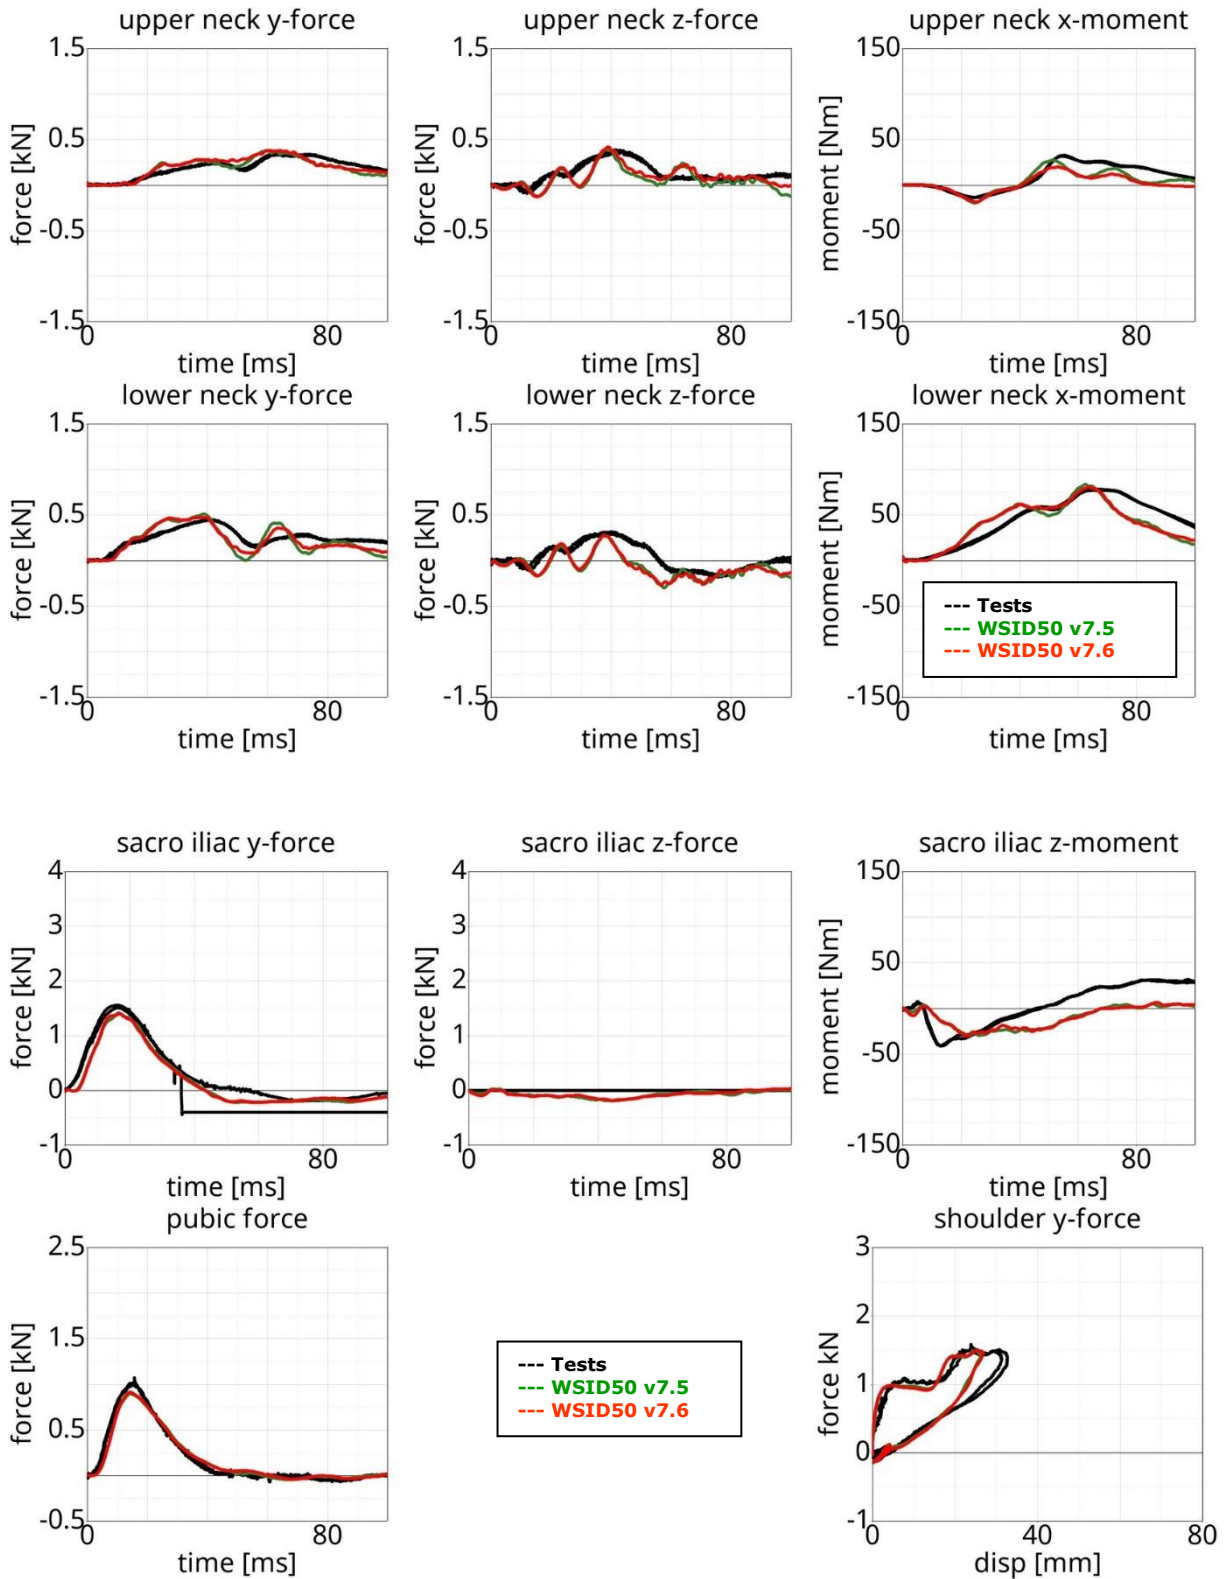 upper neck y-force
upper neck z-force
upper neck x-moment
1.5
0.5
-0.5
-1.5
force [kN]
0
80
time [ms]
1.5
0.5
-0.5
-1.5
force [kN]
0
80
time [ms]
150
50
-50
-150
moment [Nm]
0
80
time [ms]
lower neck y-force
lower neck z-force
lower neck x-moment
1.5
0.5
-0.5
-1.5
force [kN]
0
80
time [ms]
1.5
0.5
-0.5
-1.5
force [kN]
0
80
time [ms]
150
50
-50
-150
moment [Nm]
--- Tests
--- WSID50 v7.5
--- WSID50 v7.6
0
80
time [ms]
sacro iliac y-force
sacro iliac z-force
sacro iliac z-moment
4
3
2
1
0
-1
force [kN]
0
80
time [ms]
4
3
2
1
0
-1
force [kN]
0
80
time [ms]
150
50
-50
-150
moment [Nm]
0
80
time [ms]
pubic force
shoulder y-force
2.5
1.5
0.5
-0.5
force [kN]
0
80
time [ms]
--- Tests
--- WSID50 v7.5
--- WSID50 v7.6
3
2
1
0
-1
force kN
0
40
80
disp [mm]